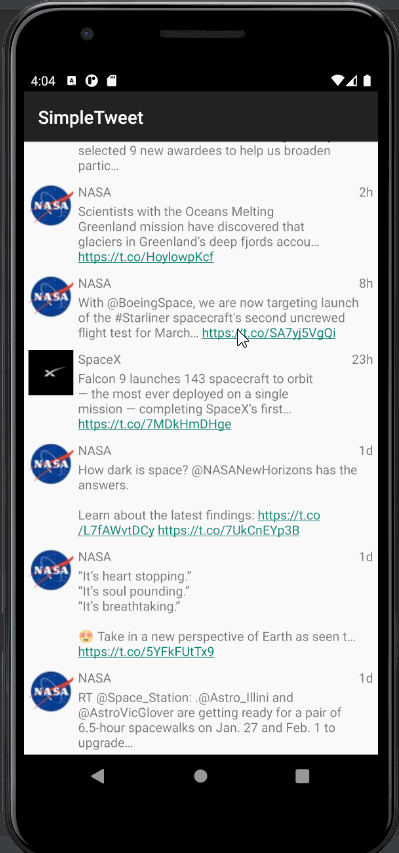 4:04
SimpleTweet
selected 9 new awardees to help us broaden
partic...
NASA 2h
Scientists with the Oceans Melting
Greenland mission have discovered that
glaciers in Greenland's deep fjords accou...
https://t.co/HoylowpKcf
NASA 8h
With @BoeingSpace, we are now targeting launch
of the #Starliner spacecraft's second uncrewed
flight test for March... https://t.co/SA7yj5VgQi
SpaceX 23h
Falcon 9 launches 143 spacecraft to orbit
— the most ever deployed on a single
mission — completing SpaceX's first...
https://t.co/7MDkHmDHge
NASA 1d
How dark is space? @NASANewHorizons has the
answers.
Learn about the latest findings: https://t.co
/L7fAWvtDCy https://t.co/7UkCnEYp3B
NASA 1d
“It's heart stopping.”
“It's soul pounding.”
“It's breathtaking.”
😍 Take in a new perspective of Earth as seen t...
https://t.co/5YFkFUtTx9
NASA 1d
RT @Space_Station: .@Astro_Illini and
@AstroVicGlover are getting ready for a pair of
6.5-hour spacewalks on Jan. 27 and Feb. 1 to
upgrade...